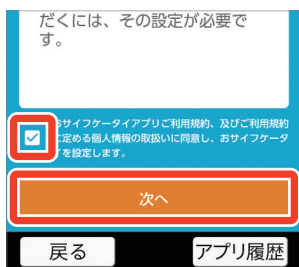 だくには、その設定が必要で
す。
サイフケータイアプリご利用規約、及びご利用規約
に定める個人情報の取扱いに同意し、おサイフケータ
を設定します。
次へ
戻る
アプリ履歴